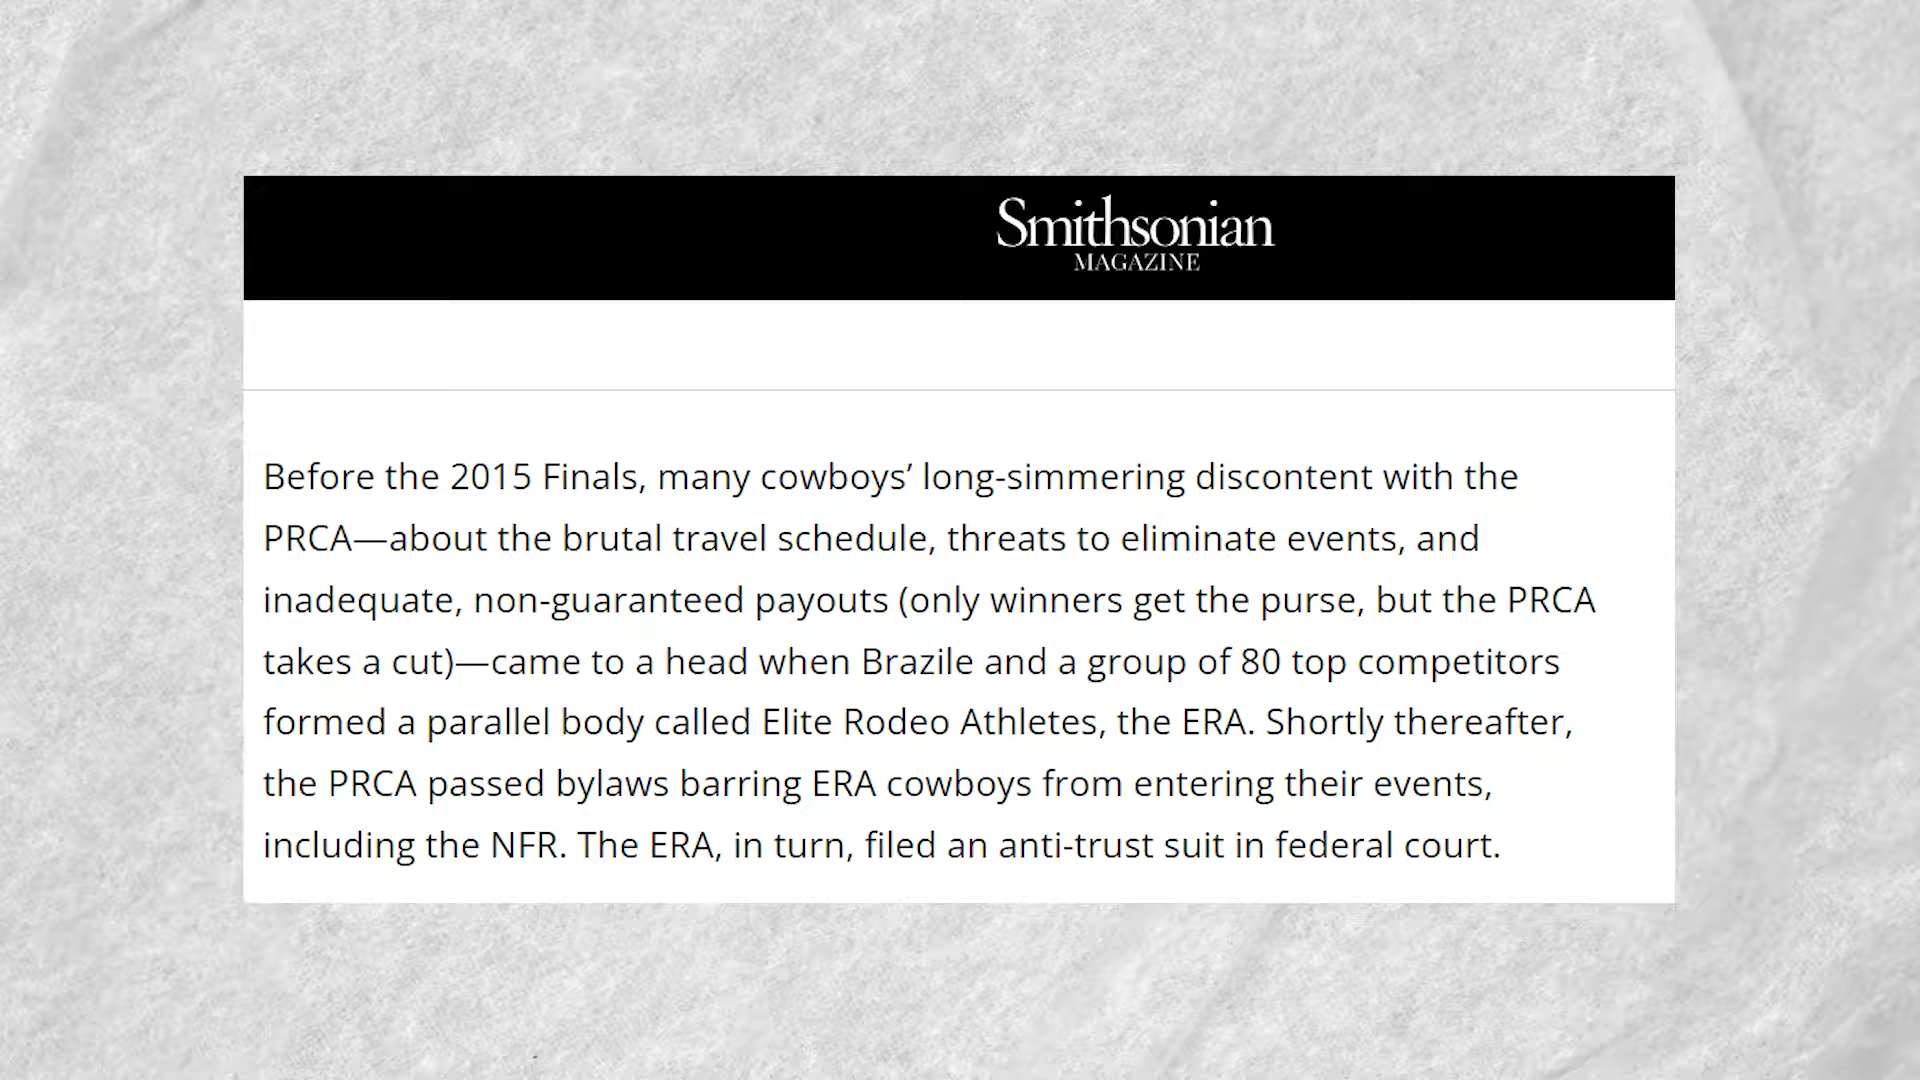 Smithsonian
MAGAZINE
Before the 2015 Finals, many cowboys’ long-simmering discontent with the
PRCA—about the brutal travel schedule, threats to eliminate events, and
inadequate, non-guaranteed payouts (only winners get the purse, but the PRCA
takes a cut)—came to a head when Brazile and a group of 80 top competitors
formed a parallel body called Elite Rodeo Athletes, the ERA. Shortly thereafter,
the PRCA passed bylaws barring ERA cowboys from entering their events,
including the NFR. The ERA, in turn, filed an anti-trust suit in federal court.